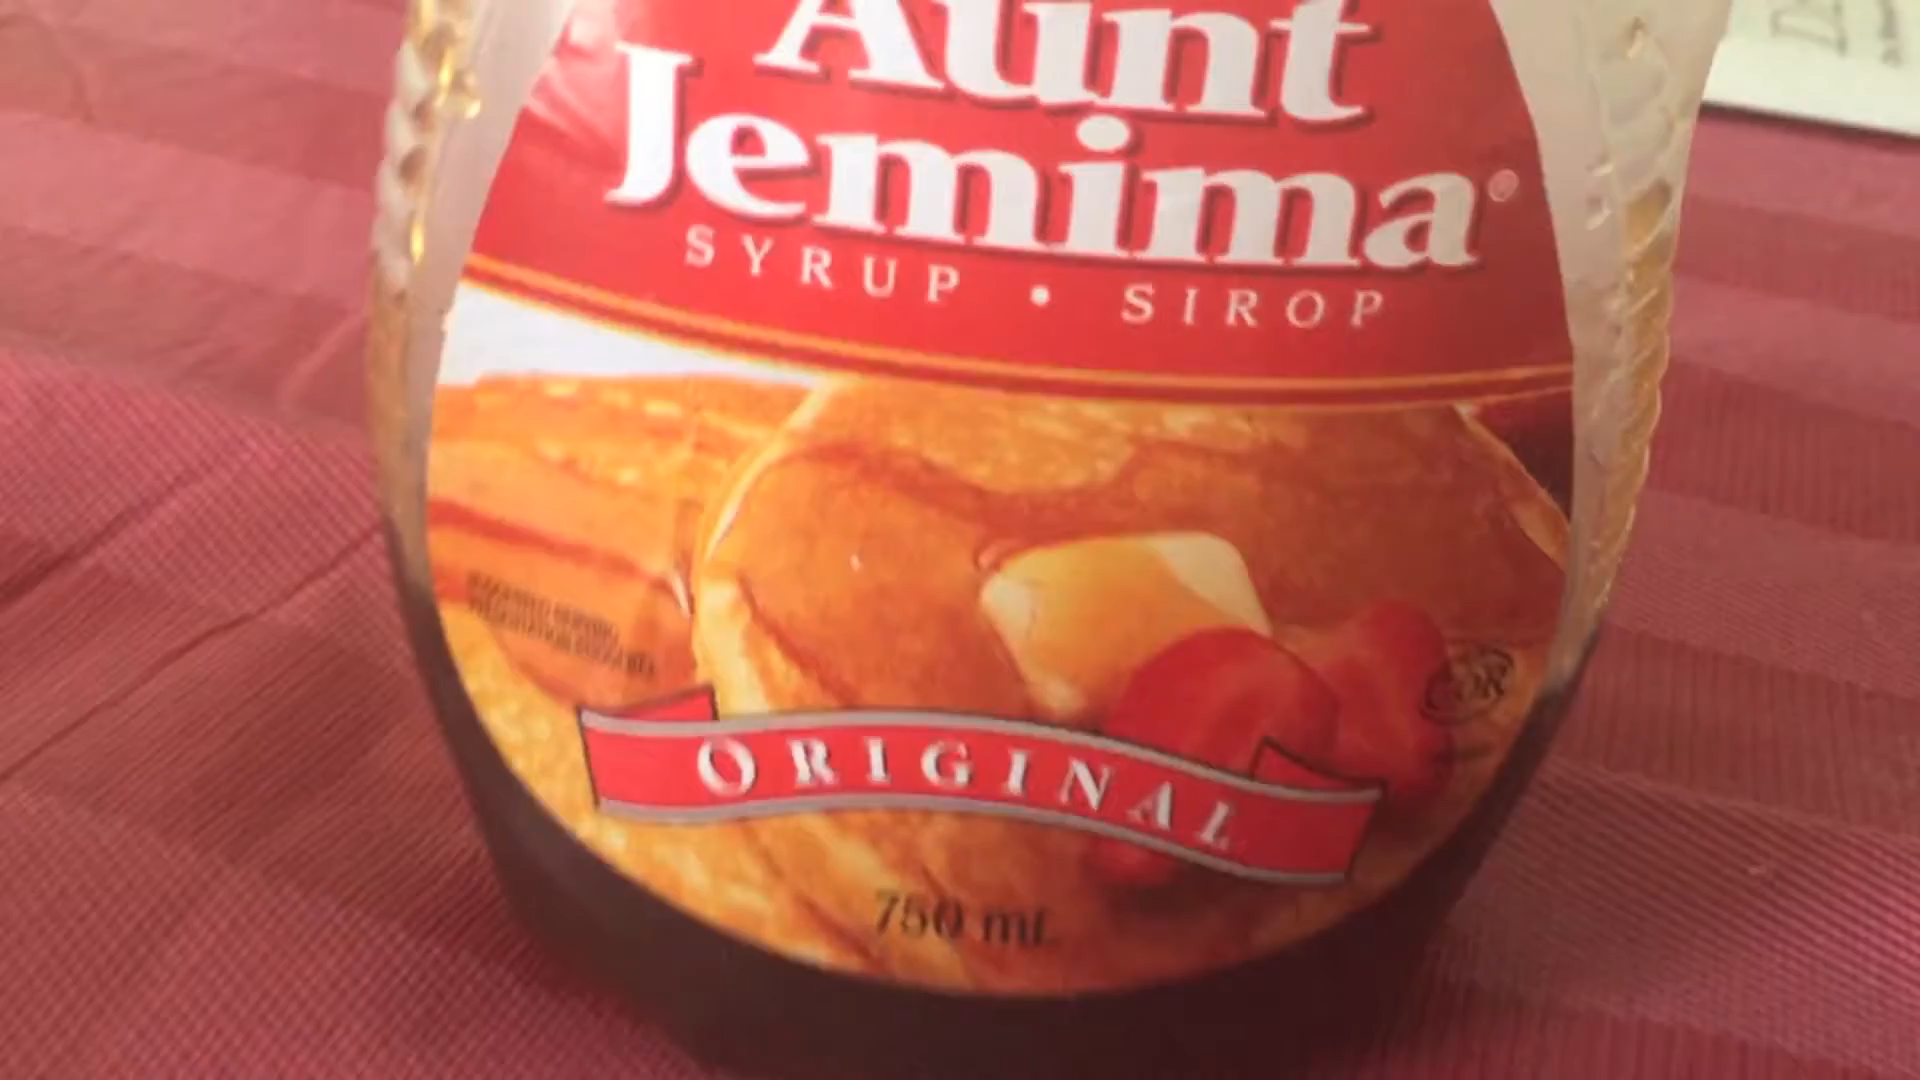 Aunt
Jemima®
SYRUP • SIROP
ORIGINAL
750 mL